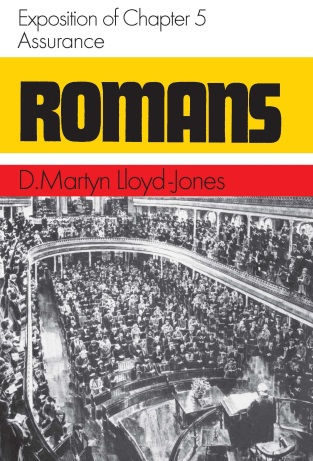 Exposition of Chapter 5
Assurance
ROMANS
D. Martyn Lloyd-Jones